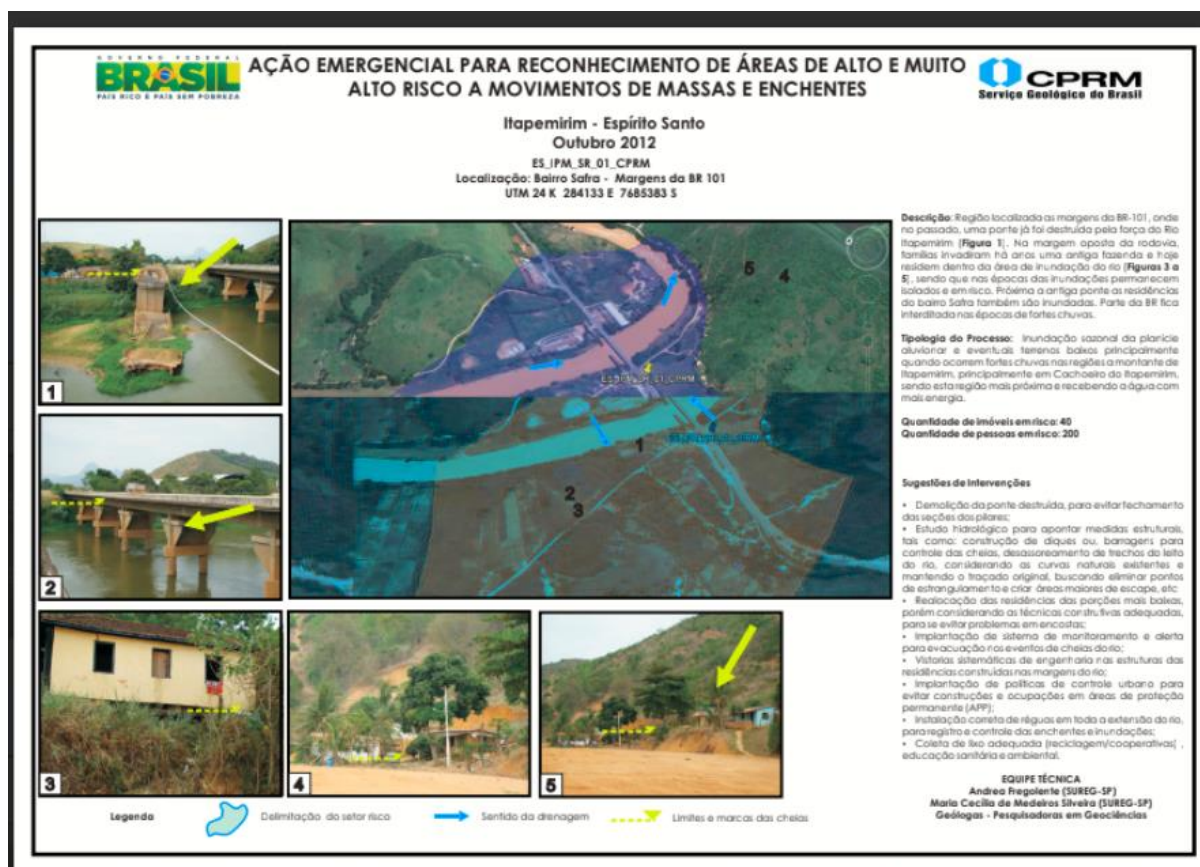 GOVERNO FEDERAL
BRASIL
PAÍS RICO É PAÍS SEM POBREZA
AÇÃO EMERGENCIAL PARA RECONHECIMENTO DE ÁREAS DE ALTO E MUITO
ALTO RISCO A MOVIMENTOS DE MASSAS E ENCHENTES
CPRM
Serviço Geológico do Brasil
Itapemirim - Espírito Santo
Outubro 2012
ES_IPM_SR_01_CPRM
Localização: Bairro Safra - Margens da BR 101
UTM 24 K 284133 E 7685383 S
1
2
3
4
5
5
4
1
2
3
Descrição: Região localizada as margens da BR-101, onde
no passado, uma ponte já foi destruída pela força do Rio
Itapemirim (Figura 1). Na margem oposta da rodovia,
famílias invadiram há anos uma antiga fazenda e hoje
residem dentro da área de inundação do rio (Figuras 3 a
5), sendo que nas épocas das inundações permanecem
isolados e em risco. Próxima a antiga ponte as residências
do bairro Safra também são inundadas. Parte da BR fica
interditada nas épocas de fortes chuvas.
Tipologia do Processo: Inundação sazonal da planície
aluvionar e eventuais terrenos baixos principalmente
quando ocorrem fortes chuvas nas regiões a montante de
Itapemirim, principalmente em Cachoeiro do Itapemirim,
sendo esta região mais próxima e recebendo a água com
mais energia.
Quantidade de imóveis em risco: 40
Quantidade de pessoas em risco: 200
Sugestões de Intervenções
• Demolição da ponte destruída, para evitar fechamento
das seções dos pilares;
• Estudo hidrológico para apontar medidas estruturais,
tais como: construção de diques ou, barragens para
controle das cheias, desassoreamento de trechos do leito
do rio, considerando as curvas naturais existentes e
mantendo o traçado original, buscando eliminar pontos
de estrangulamento e criar áreas maiores de escape, etc
• Realocação das residências das porções mais baixas,
porém considerando as técnicas construtivas adequadas,
para se evitar problemas em encostas;
• Implantação de sistema de monitoramento e alerta
para evacuação nos eventos de cheias do rio;
• Vistorias sistemáticas de engenharia nas estruturas das
residências construídas nas margens do rio;
• Implantação de políticas de controle urbano para
evitar construções e ocupações em áreas de proteção
permanente (APP);
• Instalação correta de réguas em toda a extensão do rio,
para registro e controle das enchentes e inundações;
• Coleta de lixo adequada (reciclagem/cooperativas) ,
educação sanitária e ambiental.
EQUIPE TÉCNICA
Andrea Fregolente (SUREG-SP)
Maria Cecília de Medeiros Silveira (SUREG-SP)
Geólogas - Pesquisadoras em Geociências
Legenda
Delimitação do setor risco
Sentido da drenagem
Limites e marcas das cheias